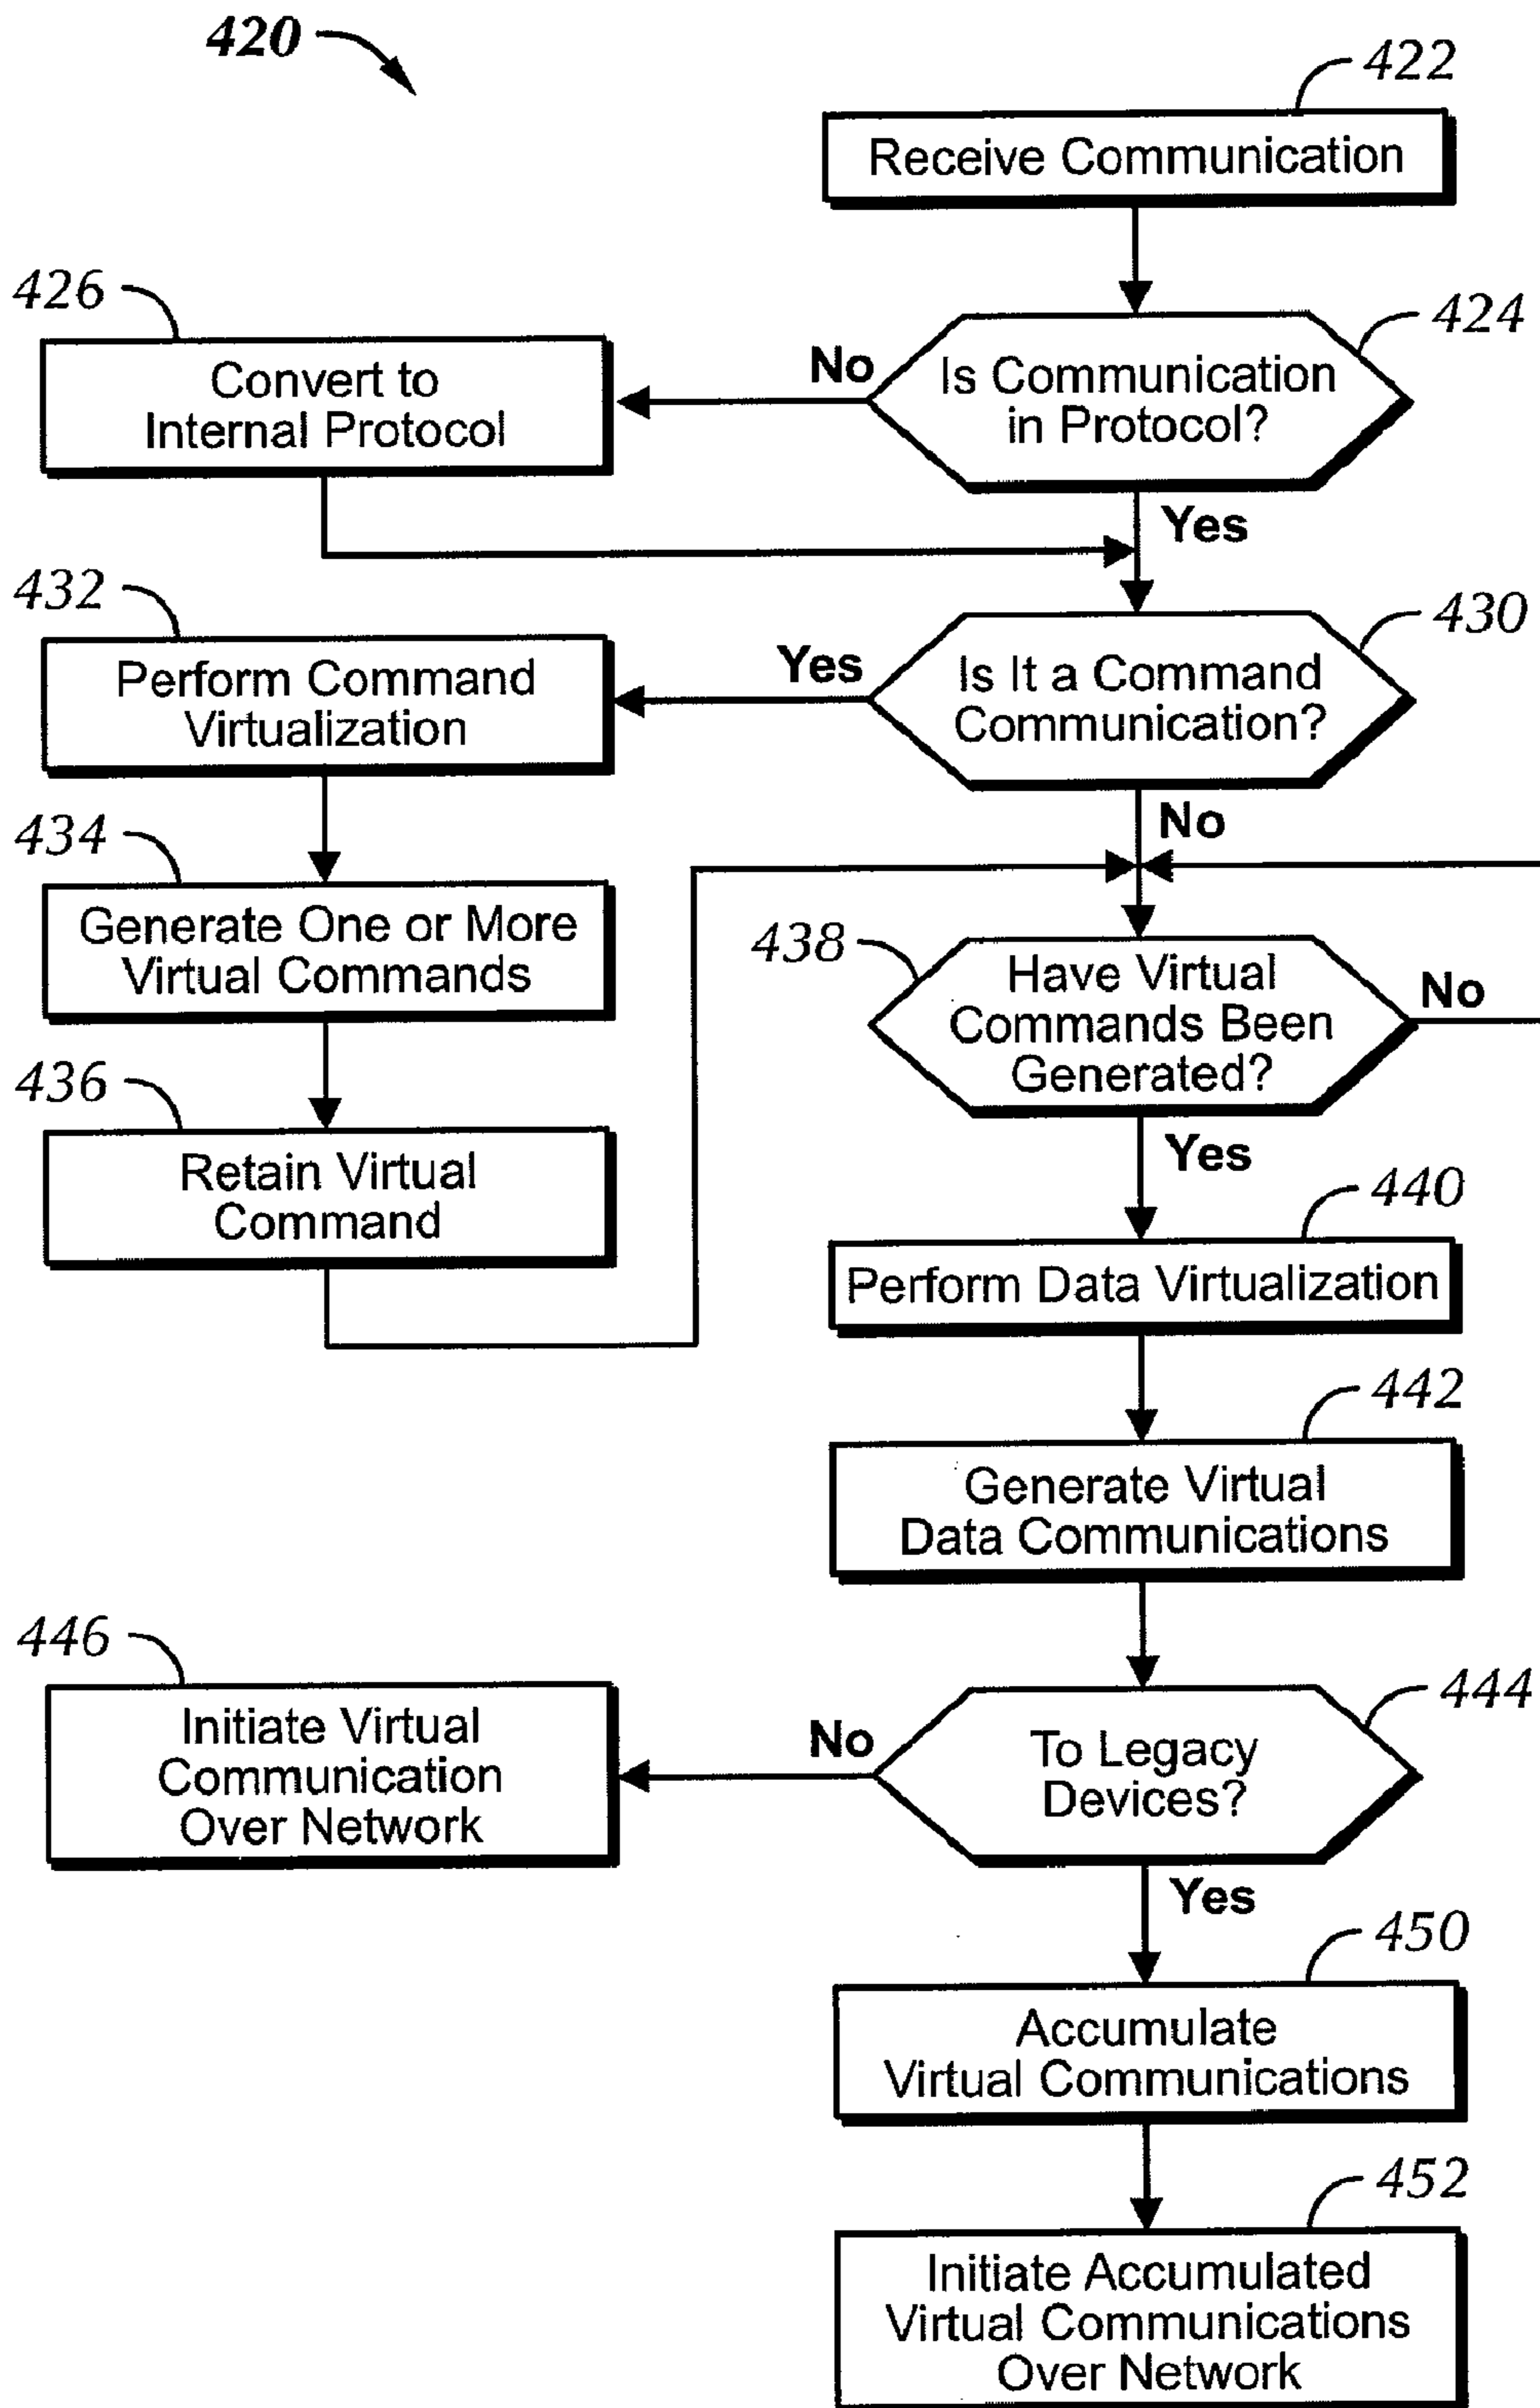 420
422
Receive Communication
426
424
Convert to
Internal Protocol
No
Is Communication
in Protocol?
Yes
432
430
Perform Command
Virtualization
Yes
Is It a Command
Communication?
No
434
Generate One or More
Virtual Commands
438
Have Virtual
Commands Been
Generated?
No
436
Retain Virtual
Command
Yes
440
Perform Data Virtualization
442
Generate Virtual
Data Communications
446
444
Initiate Virtual
Communication
Over Network
No
To Legacy
Devices?
Yes
450
Accumulate
Virtual Communications
452
Initiate Accumulated
Virtual Communications
Over Network